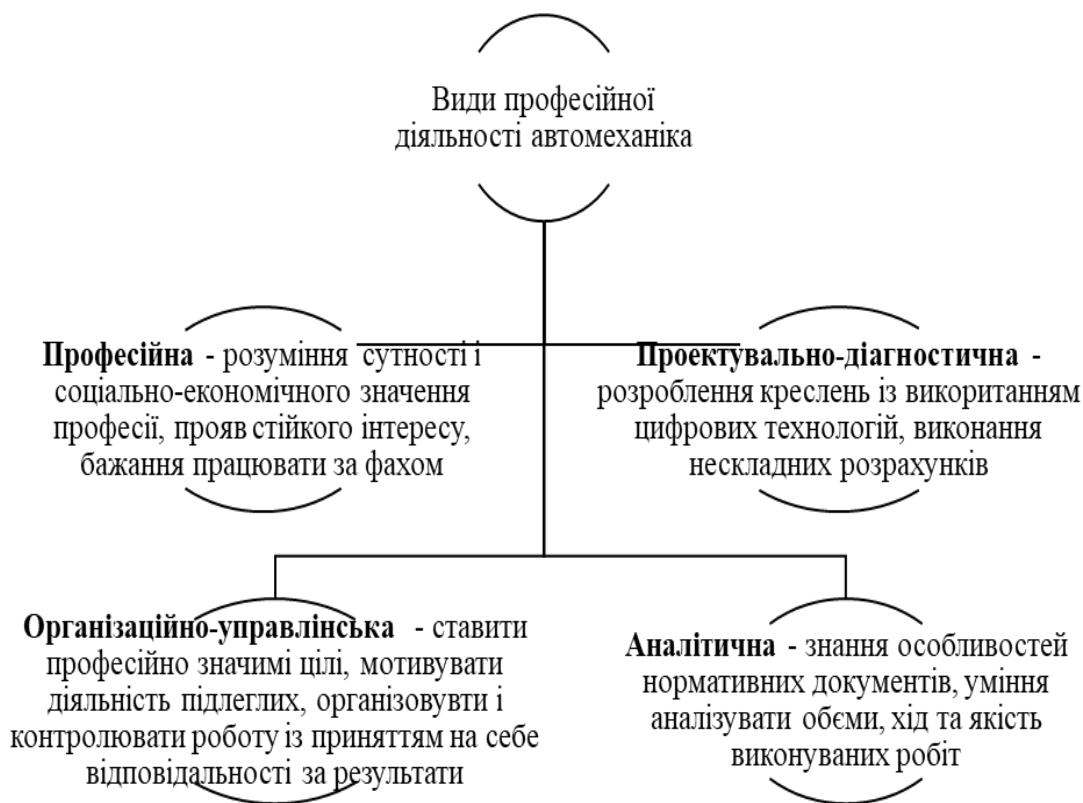 Види професійної
діяльності автомеханіка
Професійна - розуміння сутності і
соціально-економічного значення
професії, прояв стійкого інтересу,
бажання працювати за фахом
Проектувально-діагностична -
розроблення креслень із викоританням
цифрових технологій, виконання
нескладних розрахунків
Організаційно-управлінська - ставити
професійно значимі цілі, мотивувати
діяльність підлеглих, організовувти і
контролювати роботу із приняттям на себе
відповідальності за результати
Аналітична - знання особливостей
нормативних документів, уміння
аналізувати обєми, хід та якість
виконуваних робіт